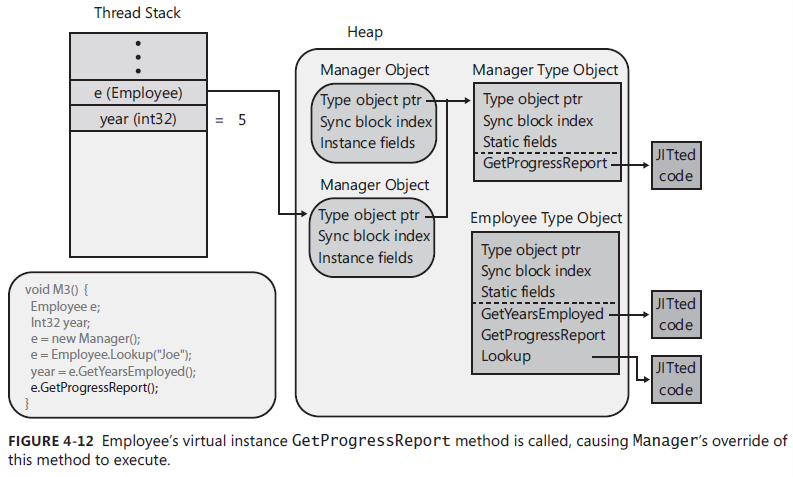 Thread Stack
e (Employee)
year (int32)
= 5
Heap
Manager Object
Type object ptr
Sync block index
Instance fields
Manager Object
Type object ptr
Sync block index
Instance fields
Manager Type Object
Type object ptr
Sync block index
Static fields
GetProgressReport
JITted
code
Employee Type Object
Type object ptr
Sync block index
Static fields
GetYearsEmployed
GetProgressReport
Lookup
JITted
code
JITted
code
void M3() {
Employee e;
Int32 year;
e = new Manager();
e = Employee.Lookup("Joe");
year = e.GetYearsEmployed();
e.GetProgressReport();
}
FIGURE 4-12 Employee's virtual instance GetProgressReport method is called, causing Manager's override of
this method to execute.